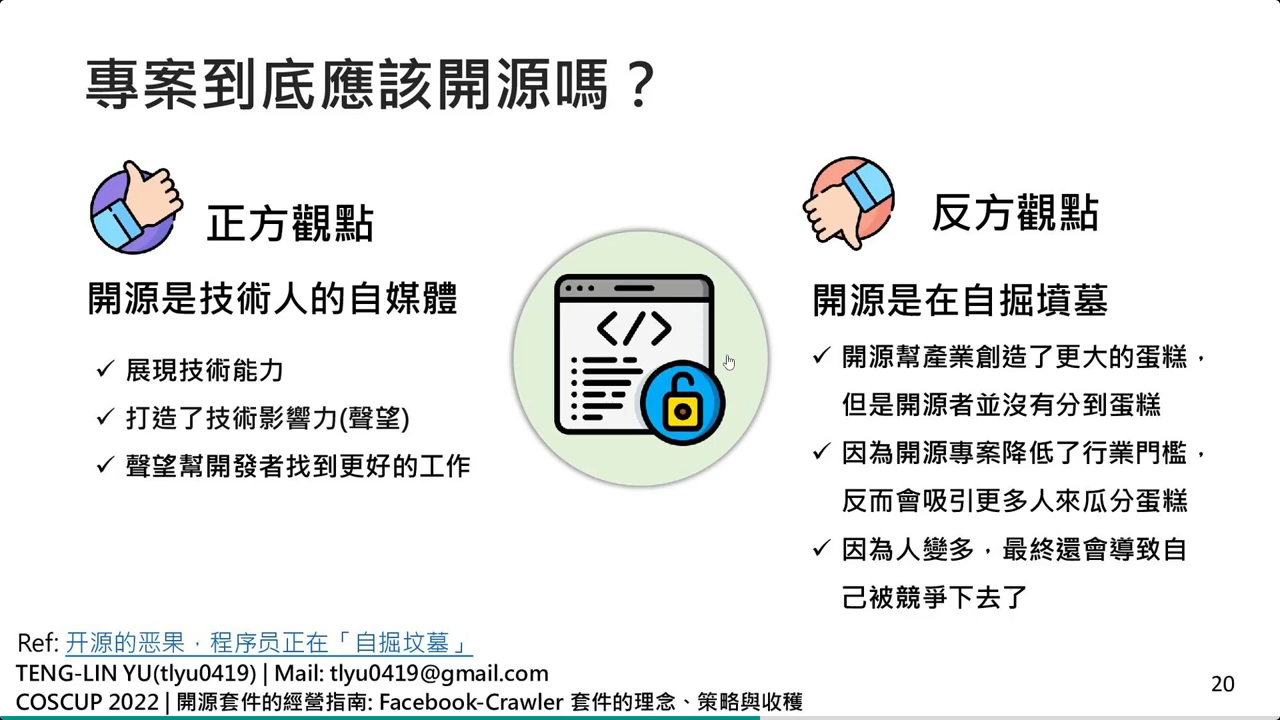 專案到底應該開源嗎？
正方觀點
開源是技術人的自媒體
✓ 展現技術能力
✓ 打造了技術影響力(聲望)
✓ 聲望幫開發者找到更好的工作
</>
反方觀點
開源是在自掘墳墓
✓ 開源幫產業創造了更大的蛋糕，
但是開源者並沒有分到蛋糕
✓ 因為開源專案降低了行業門檻，
反而會吸引更多人來瓜分蛋糕
✓ 因為人變多，最終還會導致自
己被競爭下去了
Ref: 开源的恶果，程序员正在「自掘坟墓」
TENG-LIN YU(tlyu0419) | Mail: tlyu0419@gmail.com
COSCUP 2022 | 開源套件的經營指南: Facebook-Crawler 套件的理念、策略與收穫
20